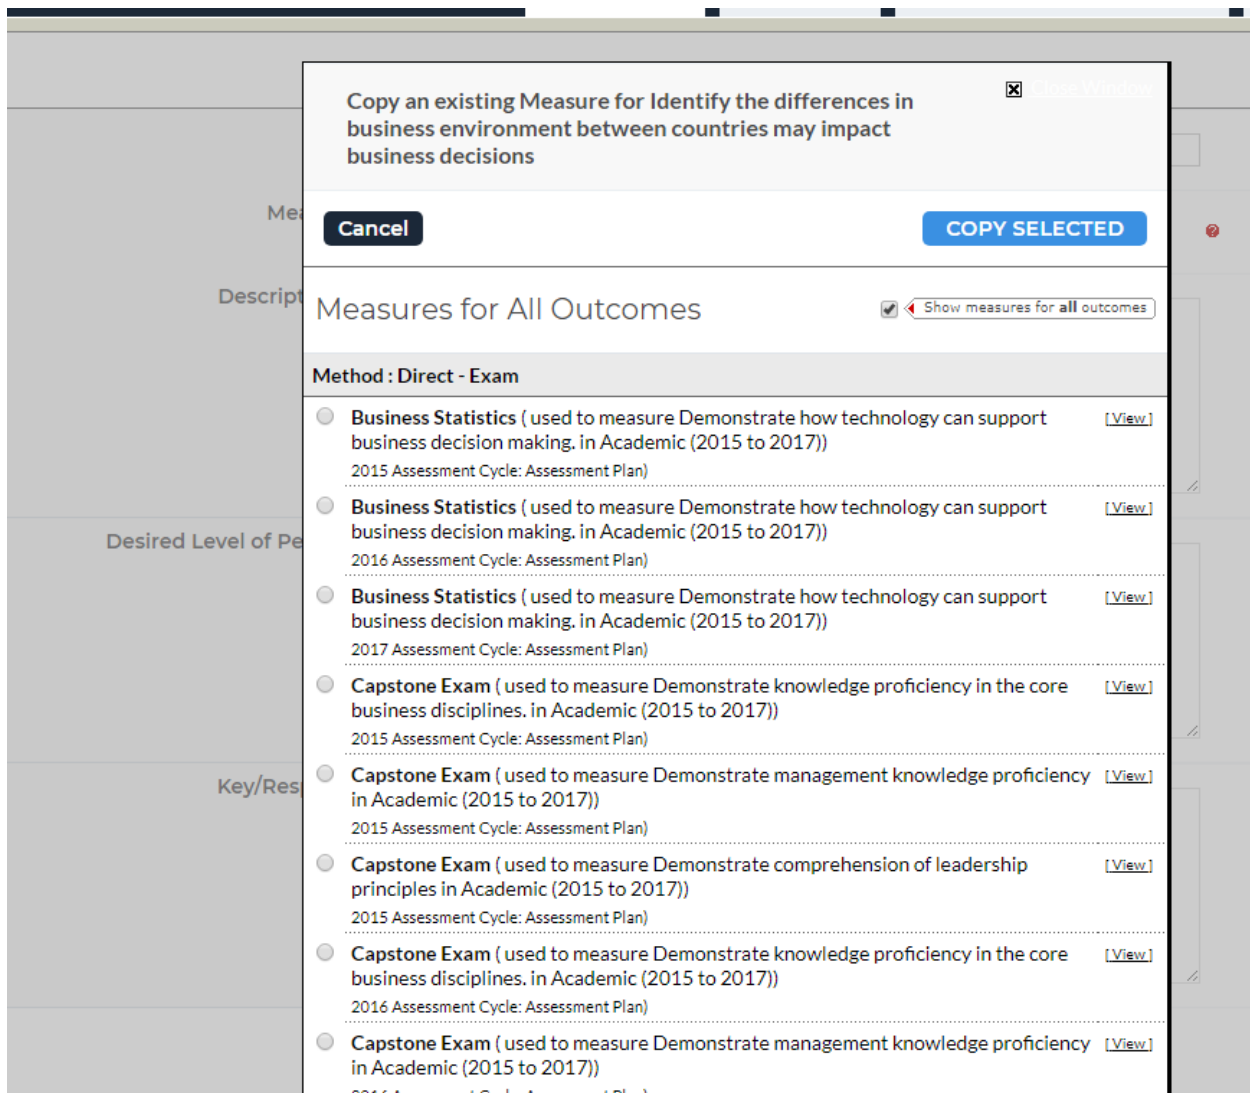 Close Window
Copy an existing Measure for Identify the differences in
business environment between countries may impact
business decisions
Mea
Cancel
COPY SELECTED
Descript
Measures for All Outcomes
Show measures for all outcomes
Method : Direct - Exam
Business Statistics ( used to measure Demonstrate how technology can support
[ View ]
business decision making. in Academic (2015 to 2017))
2015 Assessment Cycle: Assessment Plan)
Business Statistics ( used to measure Demonstrate how technology can support
[ View ]
business decision making. in Academic (2015 to 2017))
Desired Level of Pe
2016 Assessment Cycle: Assessment Plan)
Business Statistics ( used to measure Demonstrate how technology can support
[ View ]
business decision making. in Academic (2015 to 2017))
2017 Assessment Cycle: Assessment Plan)
Capstone Exam ( used to measure Demonstrate knowledge proficiency in the core
[ View ]
business disciplines. in Academic (2015 to 2017))
2015 Assessment Cycle: Assessment Plan)
Key/Resp
Capstone Exam ( used to measure Demonstrate management knowledge proficiency
[ View ]
in Academic (2015 to 2017))
2015 Assessment Cycle: Assessment Plan)
Capstone Exam ( used to measure Demonstrate comprehension of leadership
[ View ]
principles in Academic (2015 to 2017))
2015 Assessment Cycle: Assessment Plan)
Capstone Exam ( used to measure Demonstrate knowledge proficiency in the core
[ View ]
business disciplines. in Academic (2015 to 2017))
2016 Assessment Cycle: Assessment Plan)
Capstone Exam ( used to measure Demonstrate management knowledge proficiency
[ View ]
in Academic (2015 to 2017))
2016 Assessment Cycle: Assessment Plan)